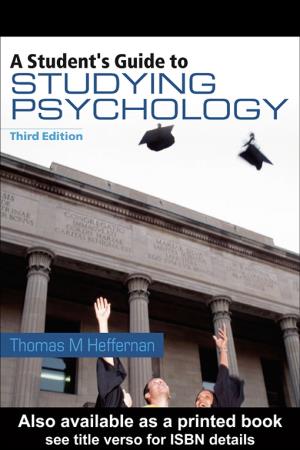 A Student's Guide to
STUDYING
PSYCHOLOGY
Third Edition
Thomas M Heffernan
Also available as a printed book
see title verso for ISBN details